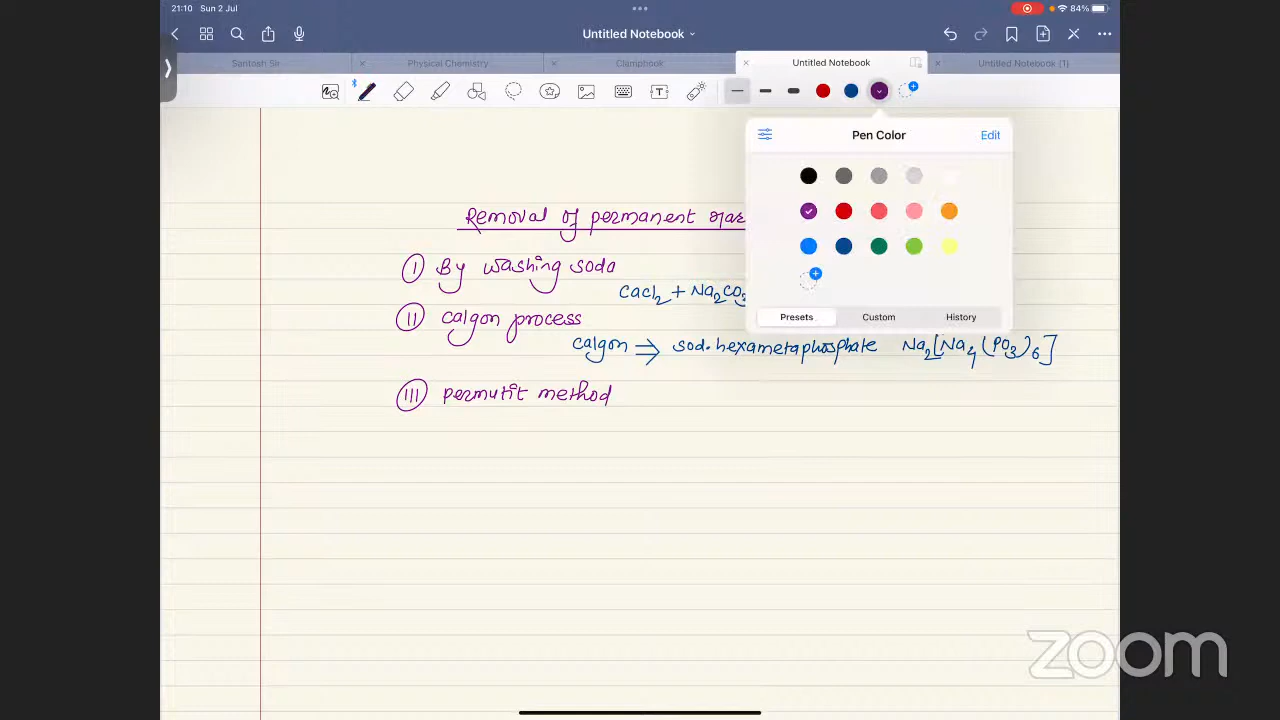 21:10 Sun 2 Jul
84%
Untitled Notebook
Santosh Sir
Physical Chemistry
Clamphook
Untitled Notebook
Untitled Notebook (1)
Pen Color
Edit
Presets
Custom
History
Removal of permanent
(I) By washing soda
CaCl2 + Na2CO3
(II) calgon process
calgon ⇒ sod. hexametaphosphate Na2[Na4(PO3)6]
(III) permutit method
zoom